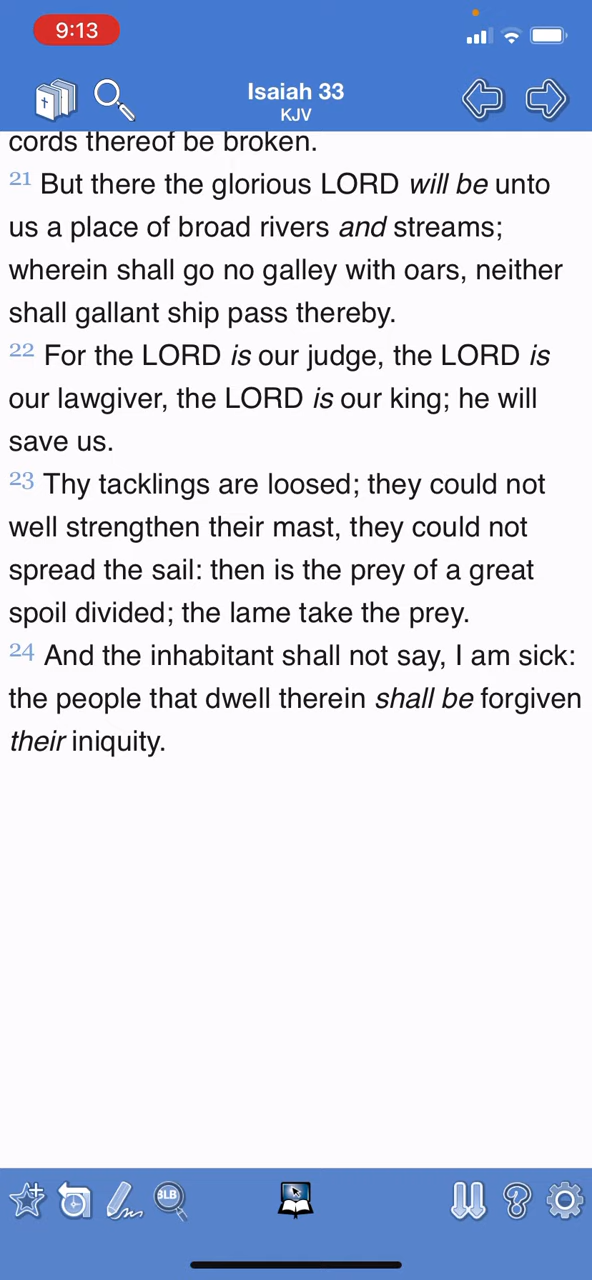 9:13
Isaiah 33
KJV
cords thereof be broken.
21 But there the glorious LORD will be unto
us a place of broad rivers and streams;
wherein shall go no galley with oars, neither
shall gallant ship pass thereby.
22 For the LORD is our judge, the LORD is
our lawgiver, the LORD is our king; he will
save us.
23 Thy tacklings are loosed; they could not
well strengthen their mast, they could not
spread the sail: then is the prey of a great
spoil divided; the lame take the prey.
24 And the inhabitant shall not say, I am sick:
the people that dwell therein shall be forgiven
their iniquity.
BLB